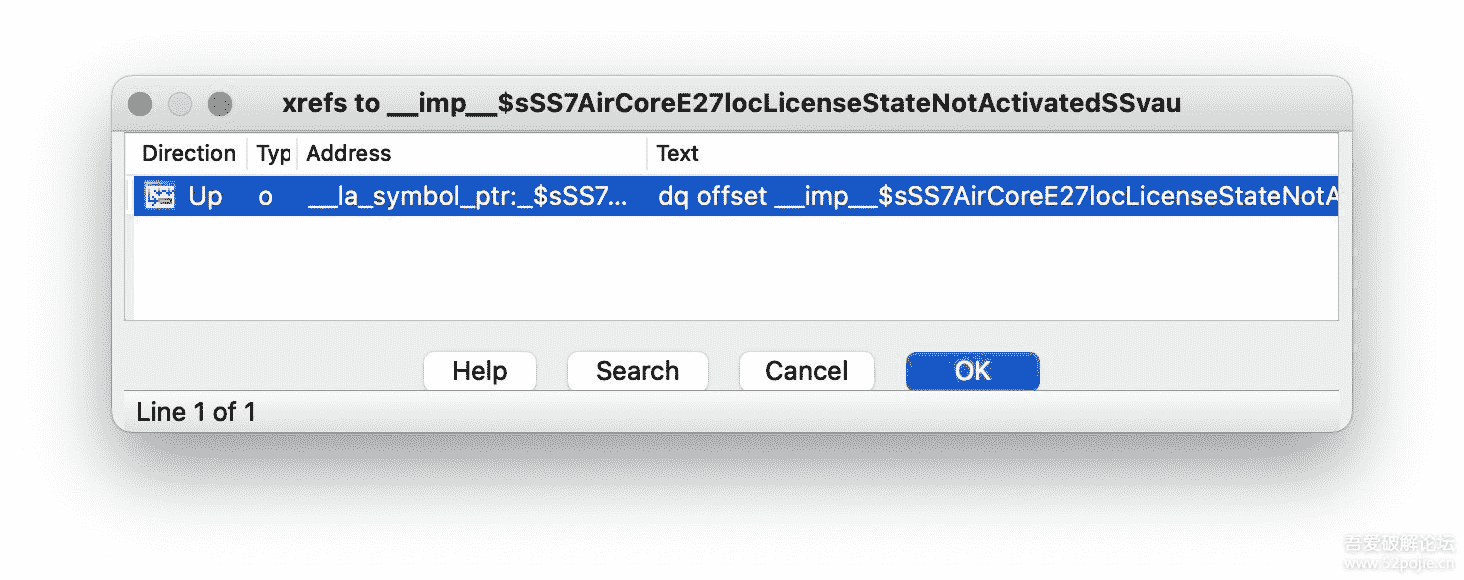 xrefs to __imp__$sSS7AirCoreE27locLicenseStateNotActivatedSSvau
Direction Typ Address Text
Up o __la_symbol_ptr:_$sSS7... dq offset __imp__$sSS7AirCoreE27locLicenseStateNotA
Help Search Cancel OK
Line 1 of 1
吾爱破解论坛
www.52pojie.cn